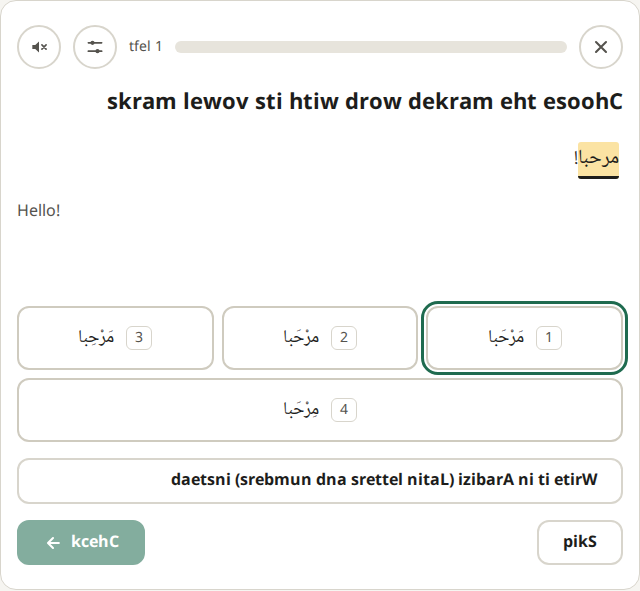 tfel 1
skram lewov sti htiw drow dekram eht esoohC
مرحبا!
Hello!
1 مَرْحَبا
2 مرْحَبا
3 مَرْحِبا
4 مِرْحَبا
daetsni (srebmun dna srettel nitaL) izibarA ni ti etirW
pikS
kcehC